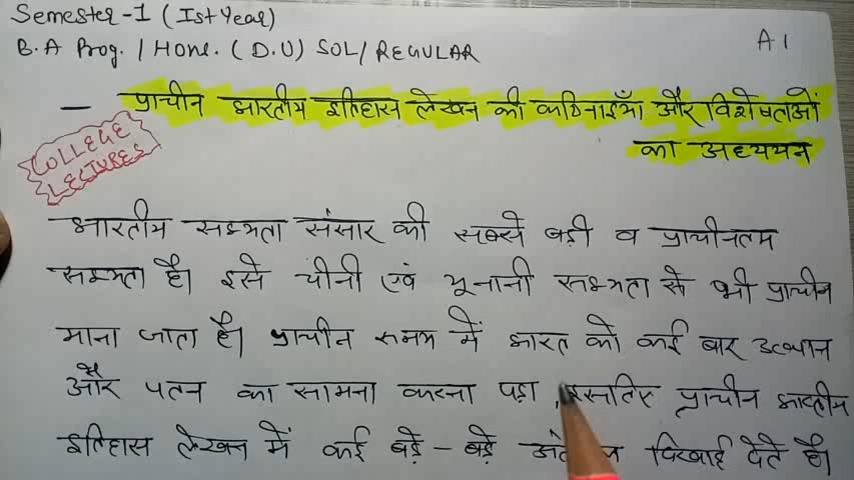 Semester-1 (Ist Year)
B.A Prog. / Hons. (D.U) SOL/ REGULAR
A1
– प्राचीन भारतीय इतिहास लेखन की कठिनाइयाँ और विशेषताओं
का अध्ययन
COLLEGE
LECTURES
भारतीय सभ्यता संसार की सबसे बड़ी व प्राचीनतम
सभ्यता है। इसे चीनी एवं यूनानी सभ्यता से भी प्राचीन
माना जाता है। प्राचीन समय में भारत को कई बार उत्थान
और पतन का सामना करना पड़ा, इसलिए प्राचीन भारतीय
इतिहास लेखन में कई बड़े – बड़े दिखाई देते है।